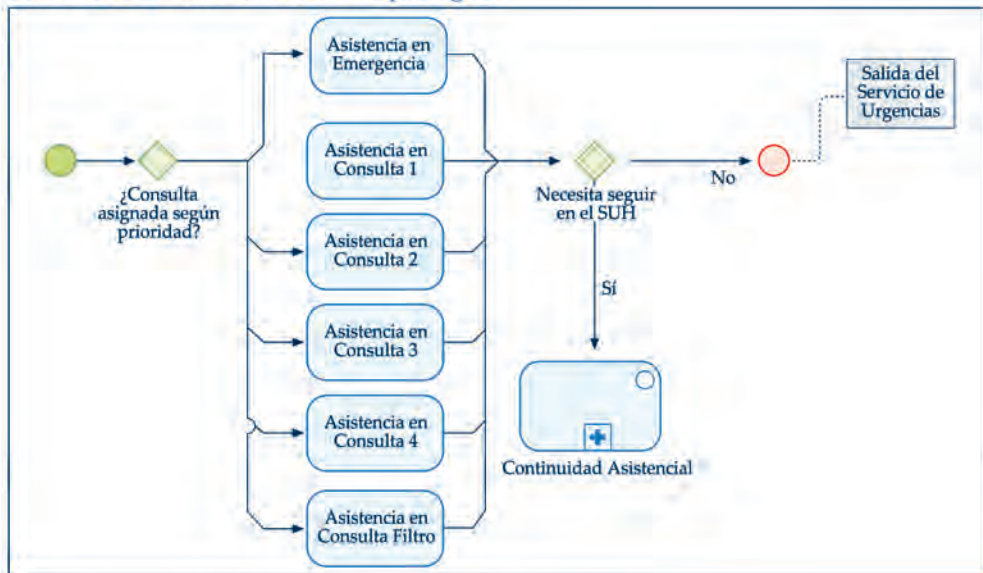 Asistencia en
Emergencia
Salida del
Servicio de
Urgencias
Asistencia en
Consulta 1
¿Consulta
asignada según
prioridad?
No
Necesita seguir
en el SUH
Asistencia en
Consulta 2
Sí
Asistencia en
Consulta 3
Asistencia en
Consulta 4
Continuidad Asistencial
Asistencia en
Consulta Filtro